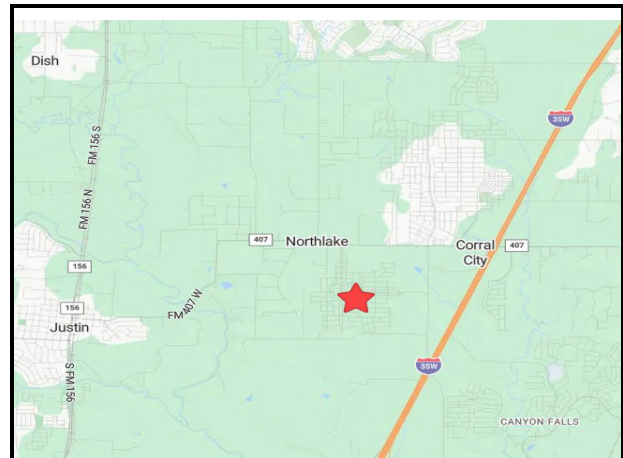 Dish
FM 156 S
35W
FM 156 N
407
Northlake
Corral
City
407
156
156
Justin
FM 407 W
35W
S FM 156
CANYON FALLS